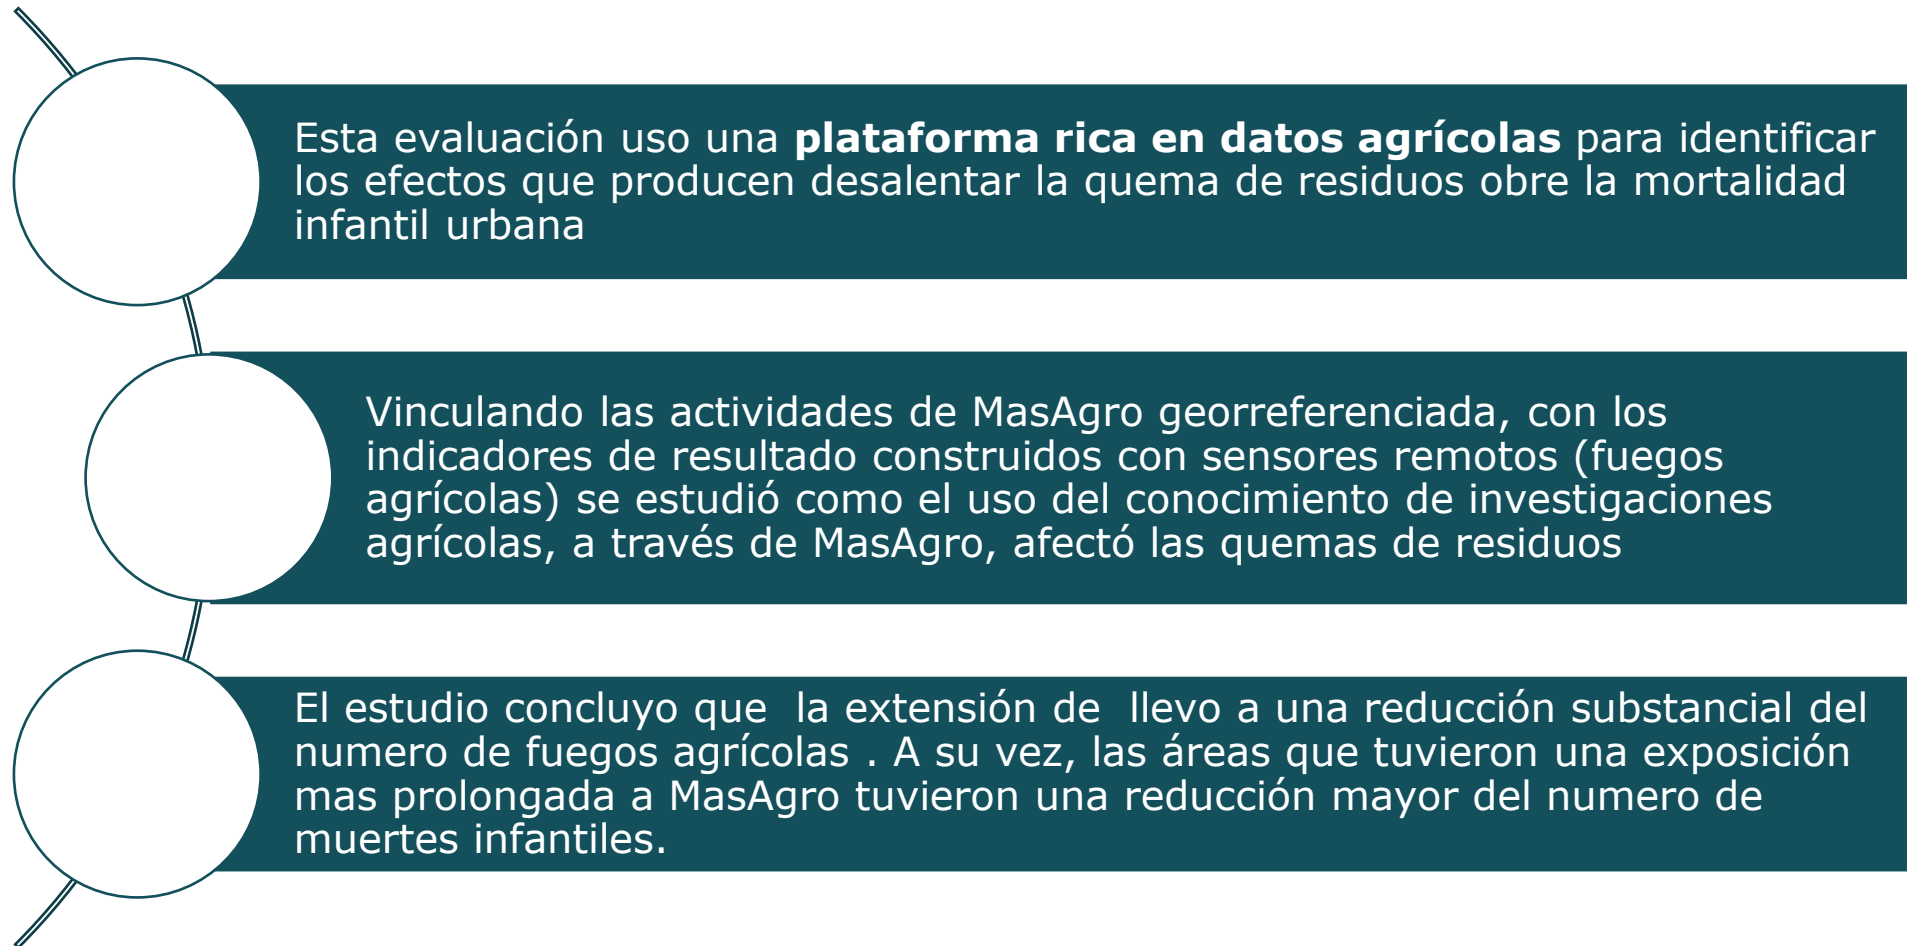 Esta evaluación uso una plataforma rica en datos agrícolas para identificar
los efectos que producen desalentar la quema de residuos obre la mortalidad
infantil urbana
Vinculando las actividades de MasAgro georreferenciada, con los
indicadores de resultado construidos con sensores remotos (fuegos
agrícolas) se estudió como el uso del conocimiento de investigaciones
agrícolas, a través de MasAgro, afectó las quemas de residuos
El estudio concluyo que  la extensión de  llevo a una reducción substancial del
numero de fuegos agrícolas . A su vez, las áreas que tuvieron una exposición
mas prolongada a MasAgro tuvieron una reducción mayor del numero de
muertes infantiles.